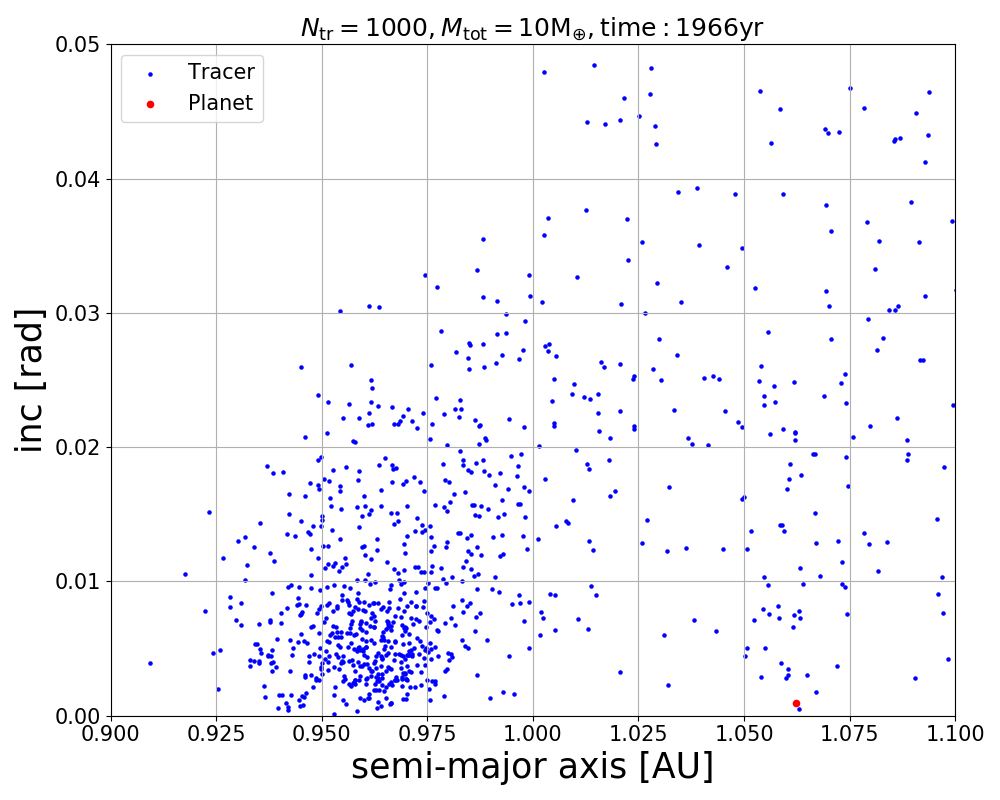 N_tr = 1000, M_tot = 10M_⊕, time : 1966yr
Tracer
Planet
0.05
0.04
0.03
0.02
0.01
0.00
inc [rad]
0.900 0.925 0.950 0.975 1.000 1.025 1.050 1.075 1.100
semi-major axis [AU]